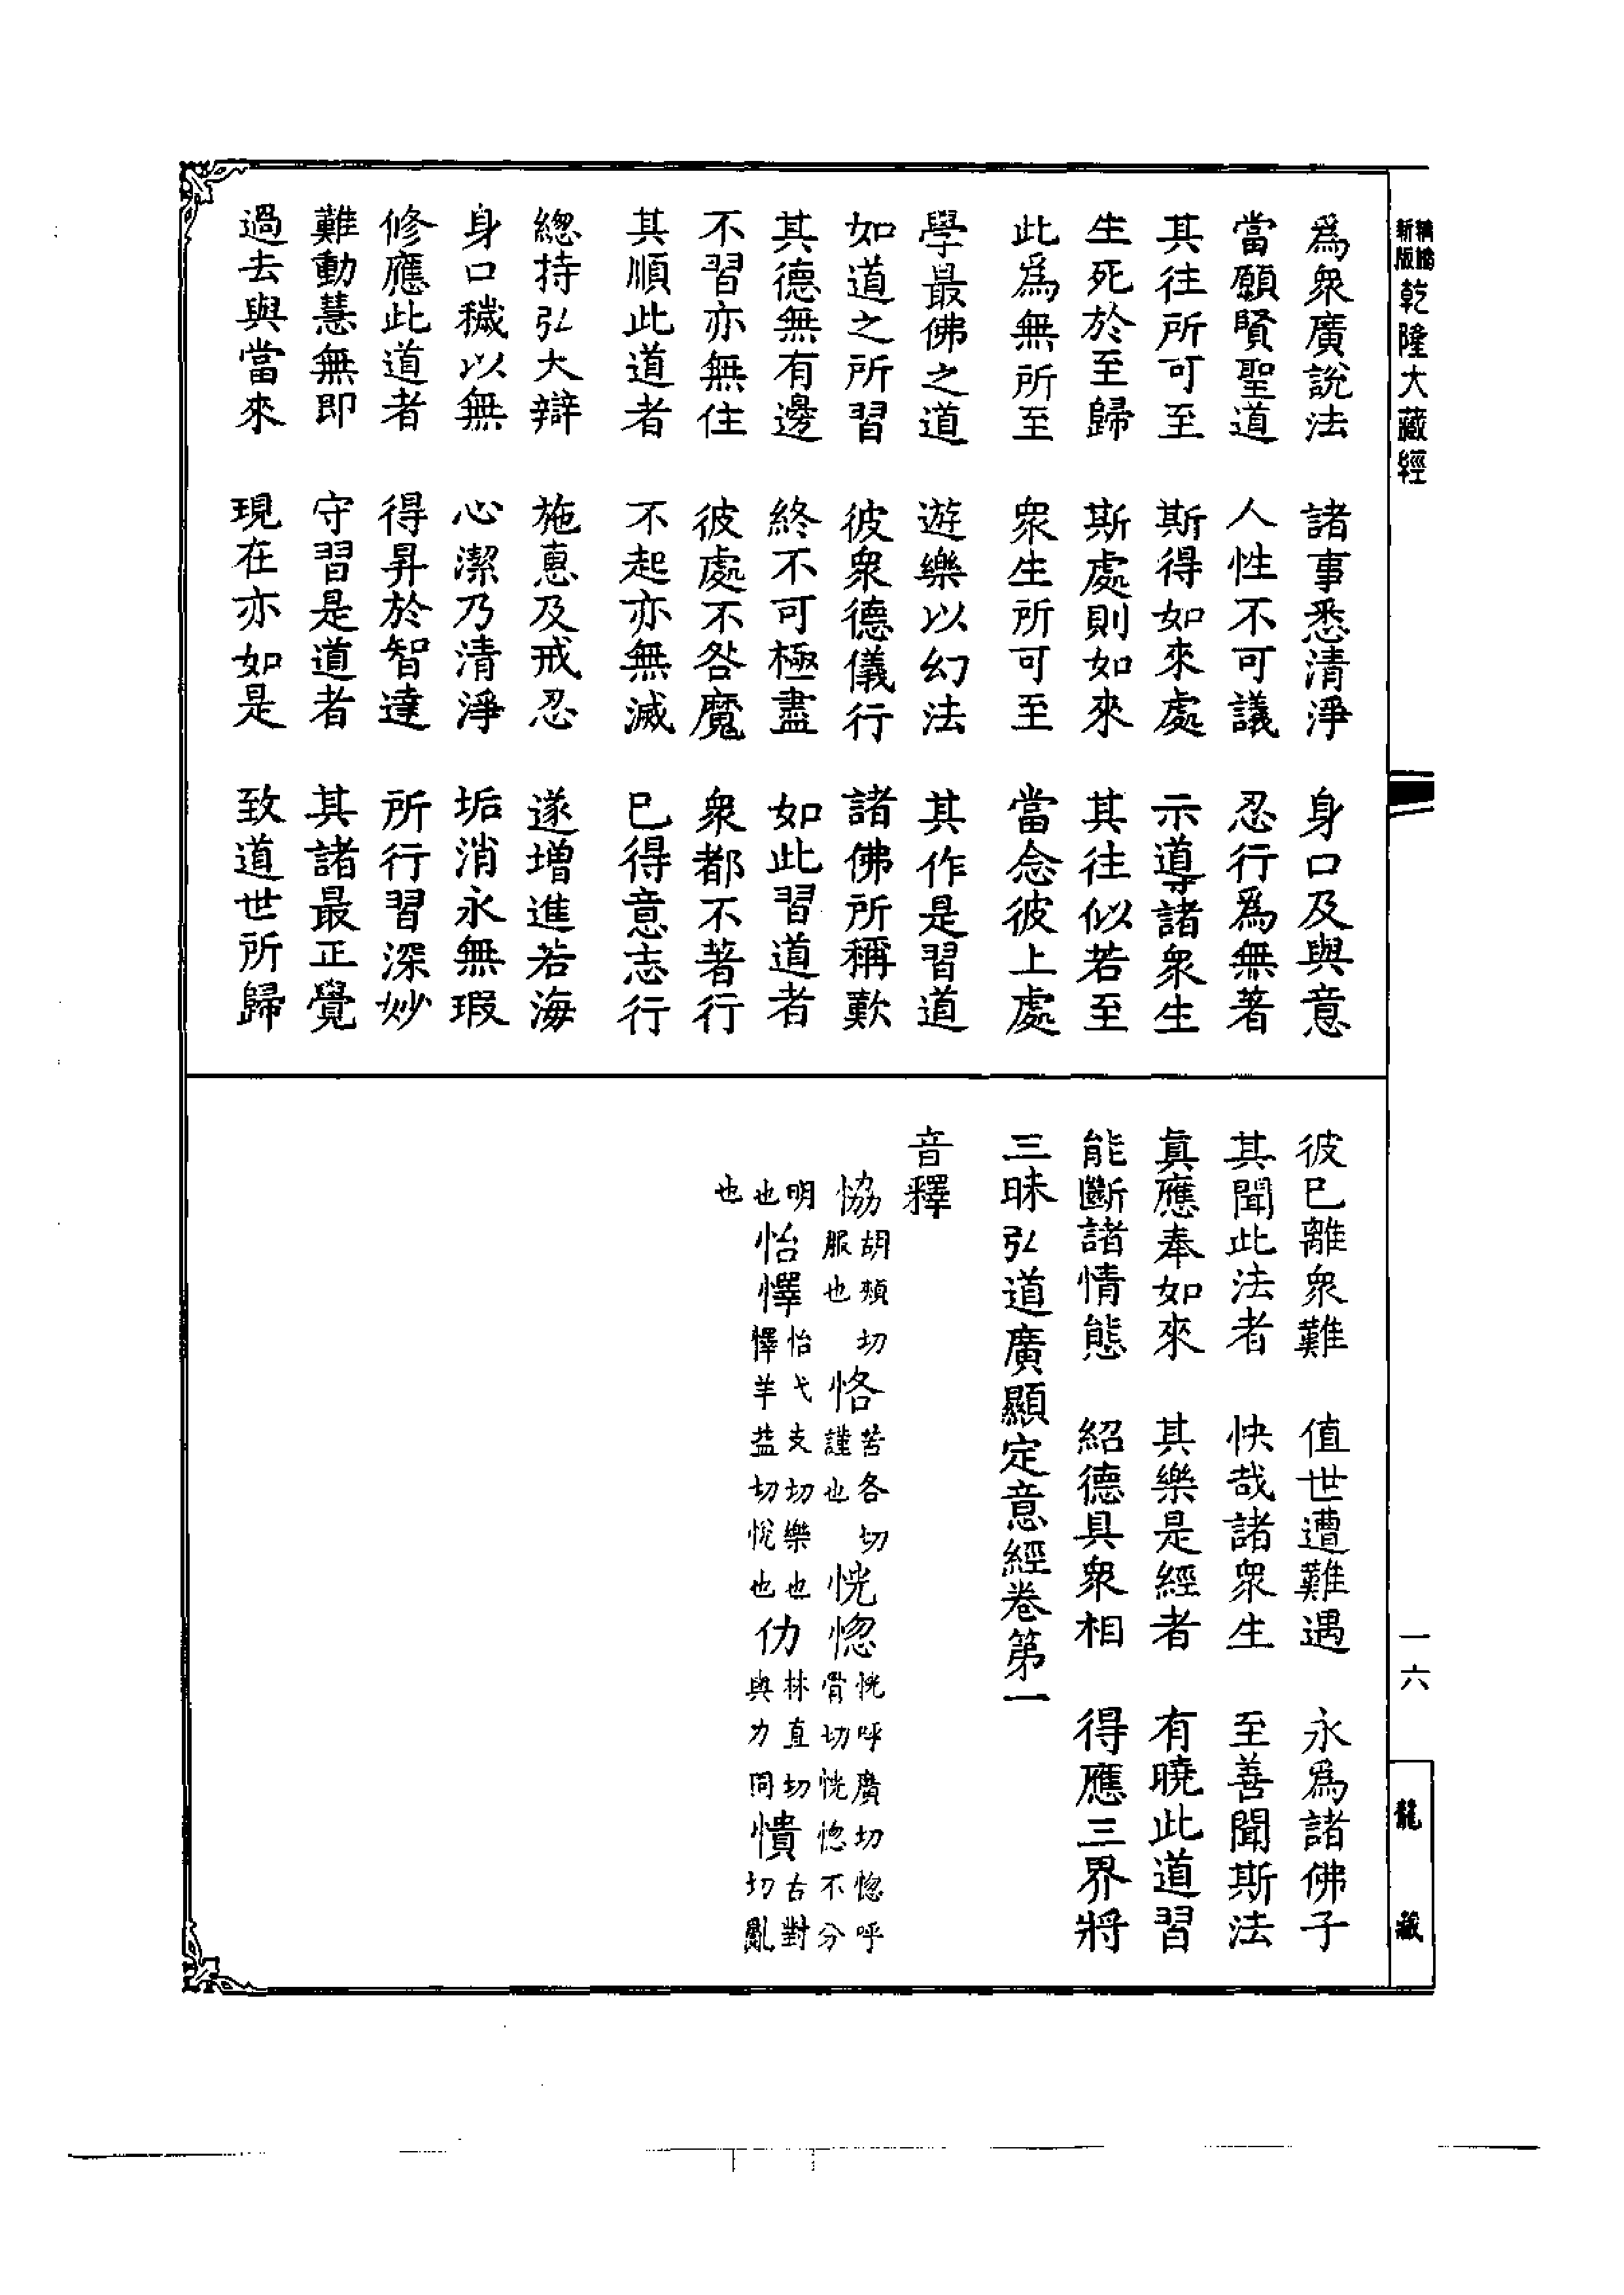 新版
乾隆大藏經
為衆廣說法　諸事悉清淨　身口及與意
當願賢聖道　人性不可議　忍行為無著
其往所可至　斯得如來處　示導諸衆生
生死於至歸　斯處則如來　其往似若至
此為無所至　衆生所可至　當念彼上處
學最佛之道　遊樂以幻法　其作是習道
如道之所習　彼衆德儀行　諸佛所稱歎
其德無有邊　終不可極盡　如此習道者
不習亦無住　彼處不咎魔　衆都不著行
其順此道者　不起亦無滅　已得意志行
總持弘大辯　施惠及戒忍　遂增進若海
身口穢以無　心潔乃清淨　垢消永無瑕
修應此道者　得昇於智達　所行習深妙
難動慧無即　守習是道者　其諸最正覺
過去與當來　現在亦如是　致道世所歸
彼已離衆難　值世遭難遇　永為諸佛子
其聞此法者　快哉諸衆生　至善聞斯法
真應奉如來　其樂是經者　有曉此道習
能斷諸情態　紹德具衆相　得應三界將
三昧弘道廣顯定意經卷第一
音釋
恊 胡頰切服也 恪 苦各切謹也 恍惚 恍呼廣切惚呼骨切恍惚不分
明也 怡懌 怡弋支切樂也懌羊益切悅也 仂 林直切與力同 憒 古對切亂
也
一六
龍藏